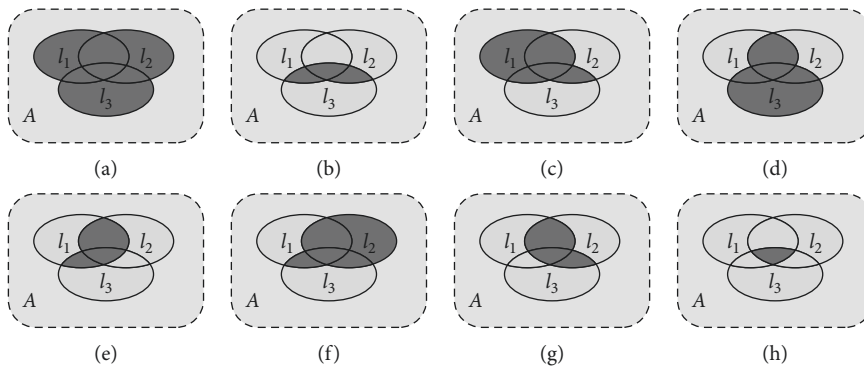 l1 l2 l1 l2 l1 l2 l1 l2
l3 l3 l3 l3
A A A A
(a) (b) (c) (d)
l1 l2 l1 l2 l1 l2 l1 l2
l3 l3 l3 l3
A A A A
(e) (f) (g) (h)